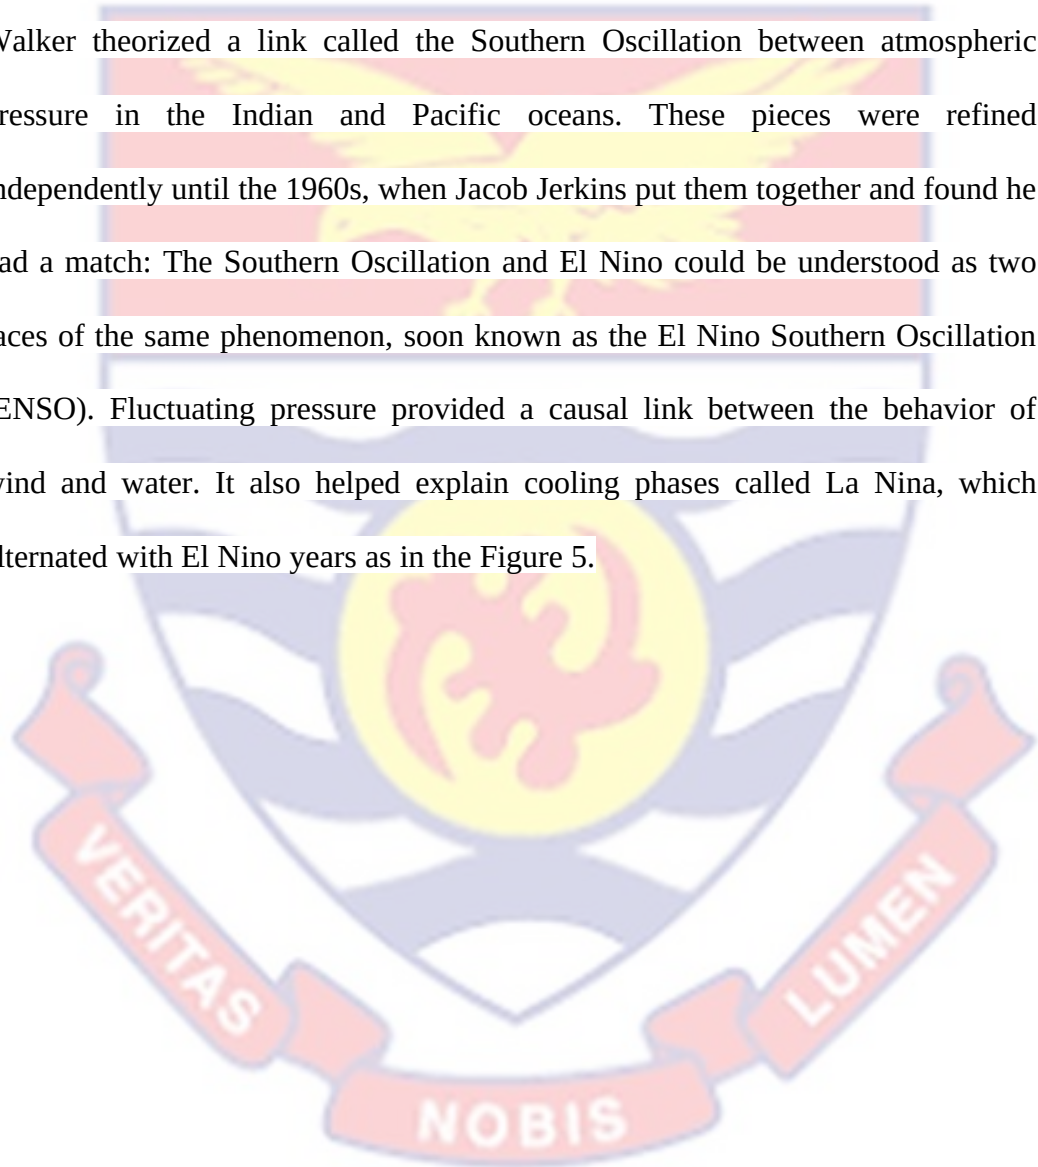 Walker theorized a link called the Southern Oscillation between atmospheric
ressure in the Indian and Pacific oceans. These pieces were refined
ndependently until the 1960s, when Jacob Jerkins put them together and found he
ad a match: The Southern Oscillation and El Nino could be understood as two
aces of the same phenomenon, soon known as the El Nino Southern Oscillation
ENSO). Fluctuating pressure provided a causal link between the behavior of
wind and water. It also helped explain cooling phases called La Nina, which
lternated with El Nino years as in the Figure 5.
VERITAS
NOBIS
LUMEN